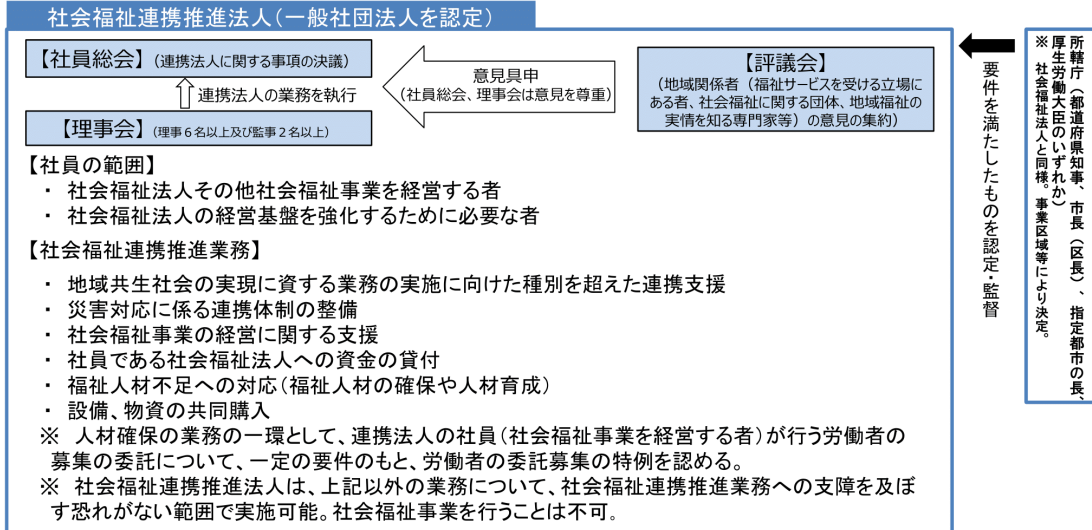 社会福祉連携推進法人（一般社団法人を認定）
【社員総会】（連携法人に関する事項の決議）
連携法人の業務を執行
【理事会】（理事６名以上及び監事２名以上）
意見具申
（社員総会、理事会は意見を尊重）
【評議会】
（地域関係者（福祉サービスを受ける立場に
ある者、社会福祉に関する団体、地域福祉の
実情を知る専門家等）の意見の集約）
【社員の範囲】
・ 社会福祉法人その他社会福祉事業を経営する者
・ 社会福祉法人の経営基盤を強化するために必要な者
【社会福祉連携推進業務】
・ 地域共生社会の実現に資する業務の実施に向けた種別を超えた連携支援
・ 災害対応に係る連携体制の整備
・ 社会福祉事業の経営に関する支援
・ 社員である社会福祉法人への資金の貸付
・ 福祉人材不足への対応（福祉人材の確保や人材育成）
・ 設備、物資の共同購入
※ 人材確保の業務の一環として、連携法人の社員（社会福祉事業を経営する者）が行う労働者の
募集の委託について、一定の要件のもと、労働者の委託募集の特例を認める。
※ 社会福祉連携推進法人は、上記以外の業務について、社会福祉連携推進業務への支障を及ぼ
す恐れがない範囲で実施可能。社会福祉事業を行うことは不可。
要件を満たしたものを認定・監督
所轄庁（都道府県知事、市長（区長）、指定都市の長、
厚生労働大臣のいずれか）
※ 社会福祉法人と同様。事業区域等により決定。